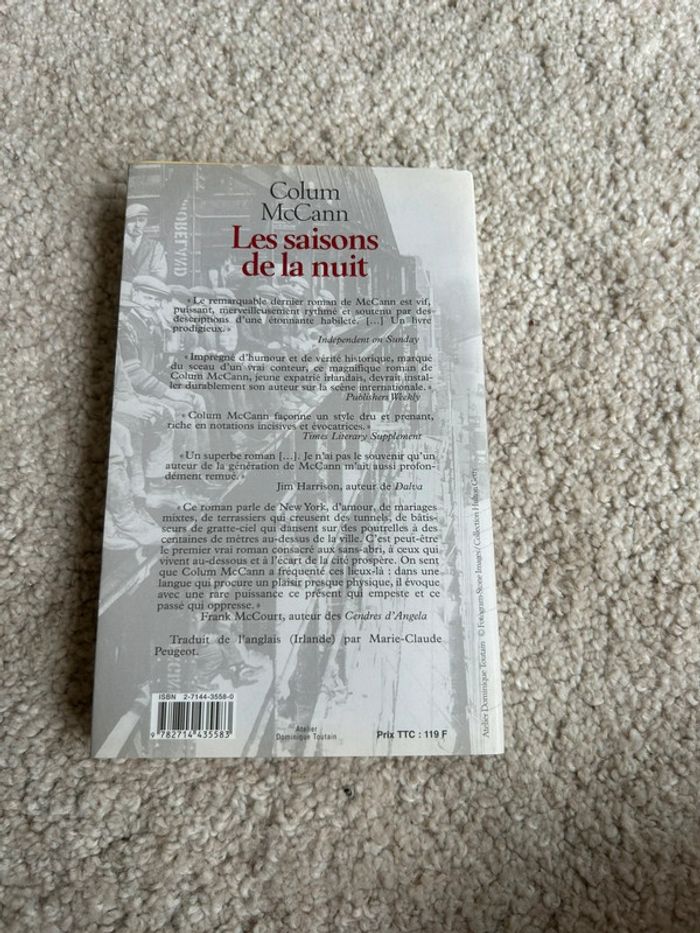 Colum
McCann
Les saisons
de la nuit
« Le remarquable dernier roman de McCann est vif,
puissant, merveilleusement rythmé et soutenu par des
descriptions d'une étonnante habileté. [...] Un livre
prodigieux. »
Independent on Sunday
« Imprégné d'humour et de vérité historique, marqué
du sceau d'un vrai conteur, ce magnifique roman de
Colum McCann, jeune expatrié irlandais, devrait instal-
ler durablement son auteur sur la scène internationale. »
Publishers Weekly
« Colum McCann façonne un style dru et prenant,
riche en notations incisives et évocatrices. »
Times Literary Supplement
« Un superbe roman [...]. Je n'ai pas le souvenir qu'un
auteur de la génération de McCann m'ait aussi profon-
dément remué. »
Jim Harrison, auteur de Dalva
« Ce roman parle de New York, d'amour, de mariages
mixtes, de terrassiers qui creusent des tunnels, de bâtis-
seurs de gratte-ciel qui dansent sur des poutrelles à des
centaines de mètres au-dessus de la ville. C'est peut-être
le premier vrai roman consacré aux sans-abri, à ceux qui
vivent au-dessous et à l'écart de la cité prospère. On sent
que Colum McCann a fréquenté ces lieux-là : dans une
langue qui procure un plaisir presque physique, il évoque
avec une rare puissance ce présent qui empeste et ce
passé qui oppresse. »
Frank McCourt, auteur des Cendres d'Angela
Traduit de l'anglais (Irlande) par Marie-Claude
Peugeot.
ISBN 2-7144-3558-0
9 782714 435583
Atelier
Dominique Toutain
Prix TTC : 119 F
Atelier Dominique Toutain © Fotogram-Stone Images / Collection Hulton Getty
MORELAND